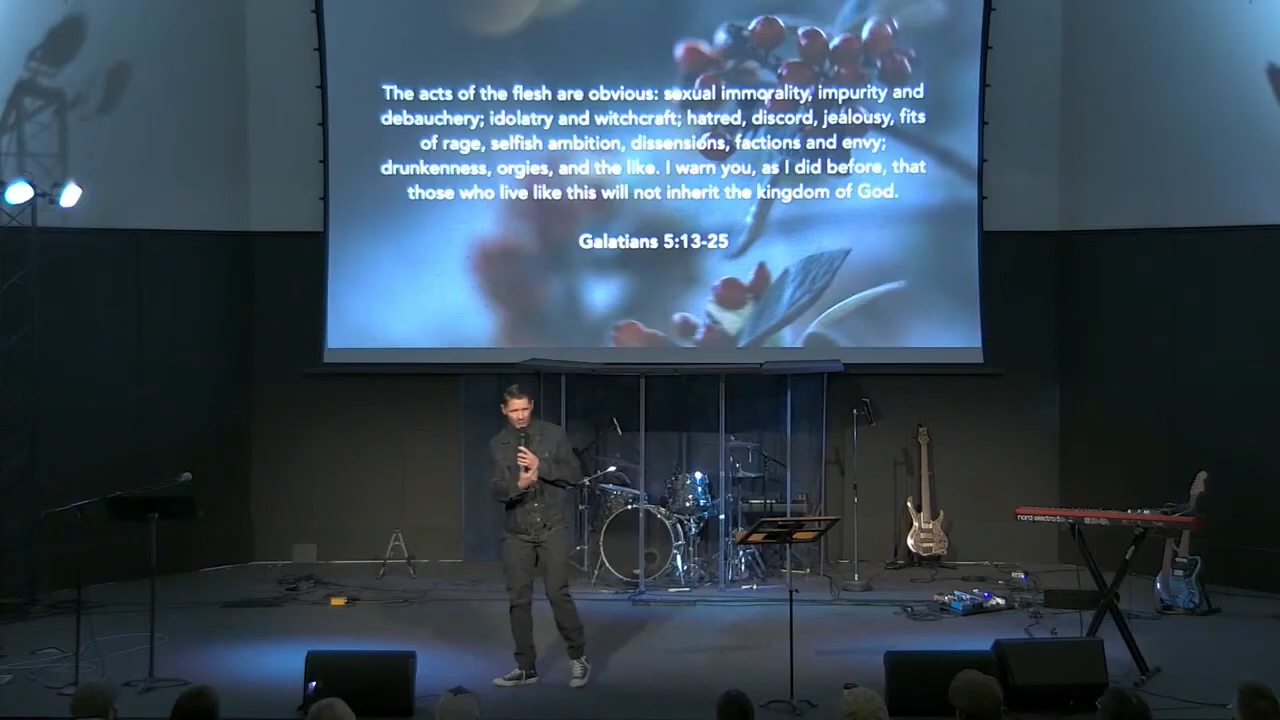 The acts of the flesh are obvious: sexual immorality, impurity and
debauchery; idolatry and witchcraft; hatred, discord, jealousy, fits
of rage, selfish ambition, dissensions, factions and envy;
drunkenness, orgies, and the like. I warn you, as I did before, that
those who live like this will not inherit the kingdom of God.
Galatians 5:13-25
nord electro